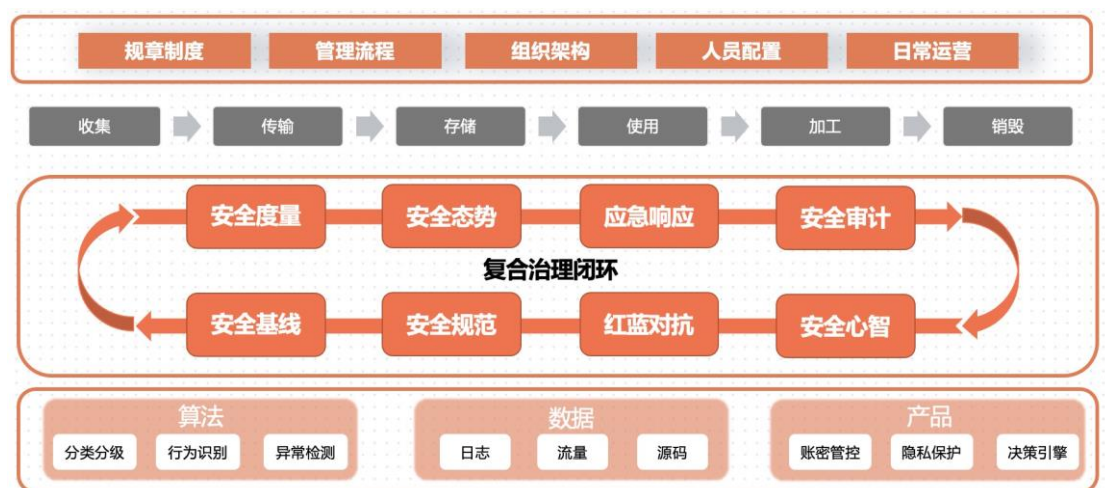 规章制度 管理流程 组织架构 人员配置 日常运营
收集 传输 存储 使用 加工 销毁
安全度量 安全态势 应急响应 安全审计
复合治理闭环
安全基线 安全规范 红蓝对抗 安全心智
算法 数据 产品
分类分级 行为识别 异常检测 日志 流量 源码 账密管控 隐私保护 决策引擎